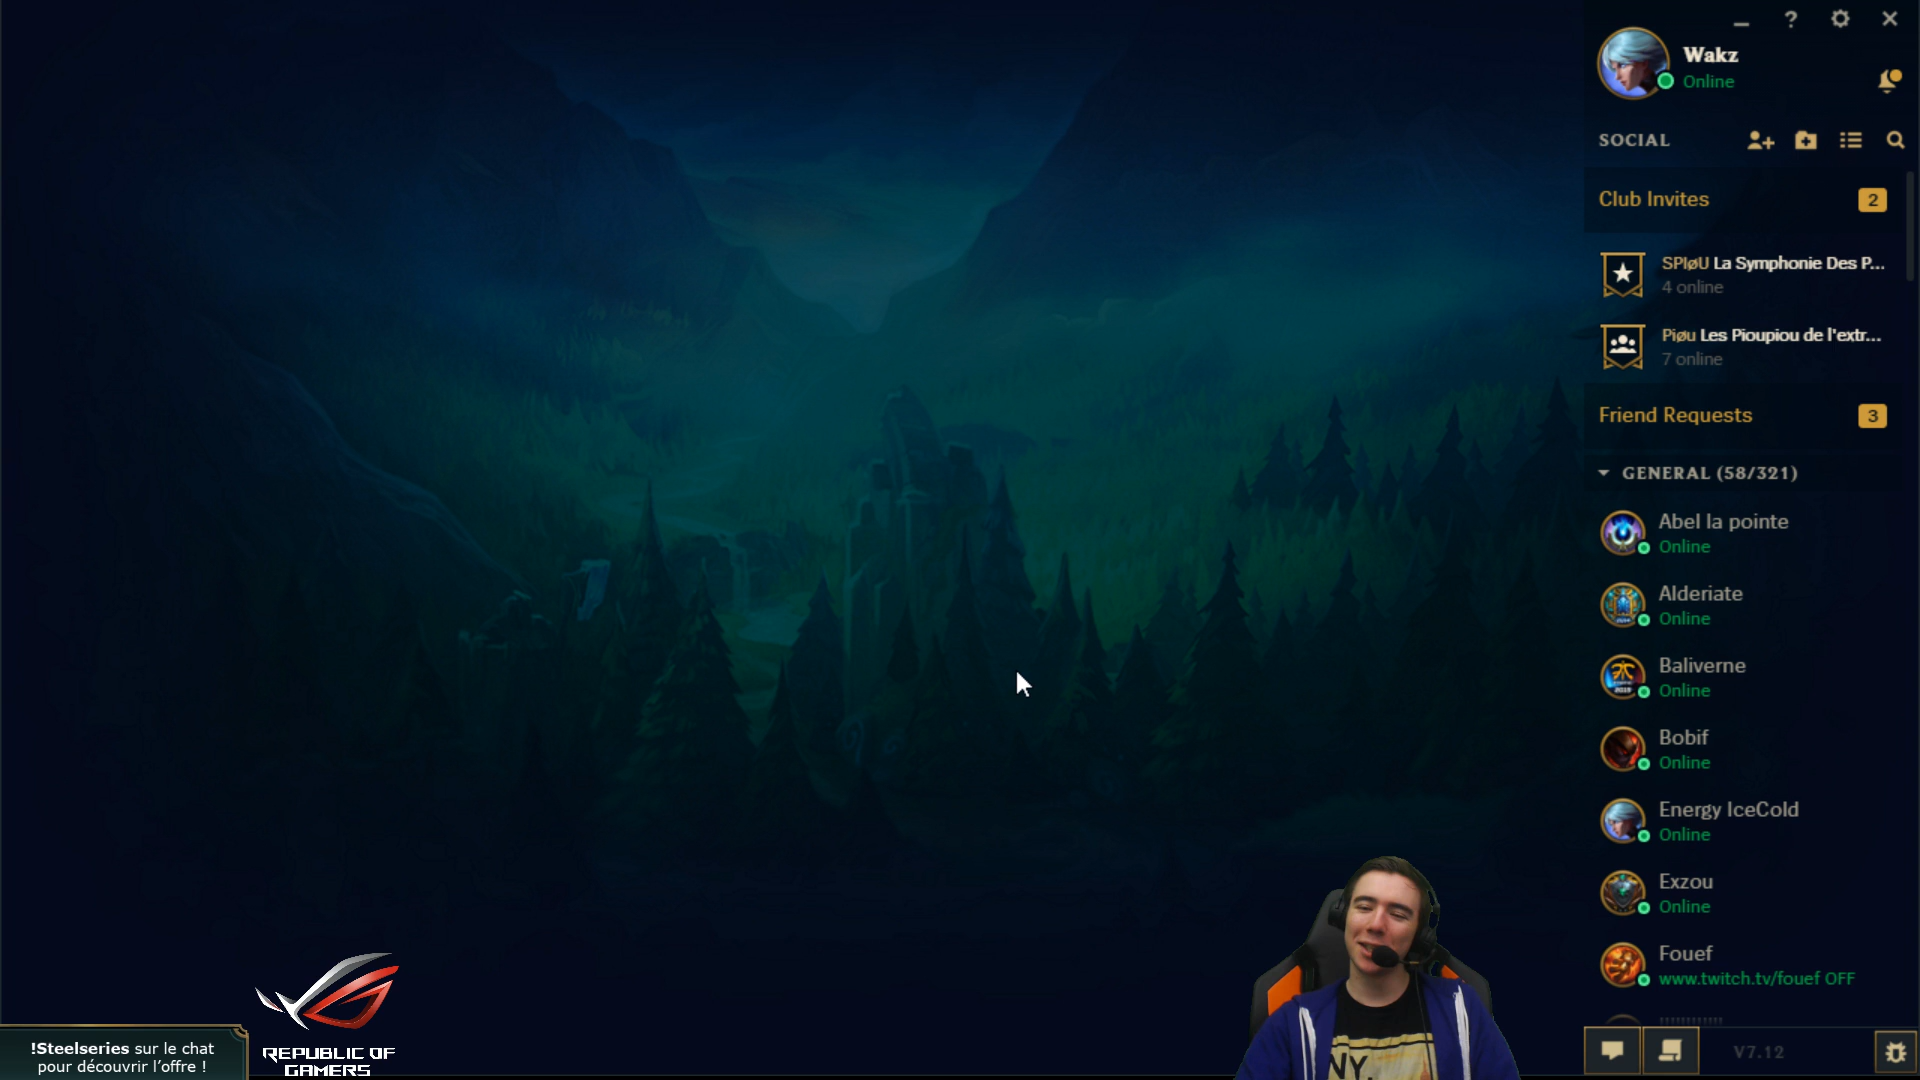 Wakz
Online
SOCIAL
Club Invites
2
SPIøU La Symphonie Des P...
4 online
Piøu Les Pioupiou de l'extr...
7 online
Friend Requests
3
GENERAL (58/321)
Abel la pointe
Online
Alderiate
Online
Baliverne
Online
Bobif
Online
Energy IceCold
Online
Exzou
Online
Fouef
www.twitch.tv/fouef OFF
V7.12
!Steelseries sur le chat
pour découvrir l'offre !
REPUBLIC OF
GAMERS
NY.